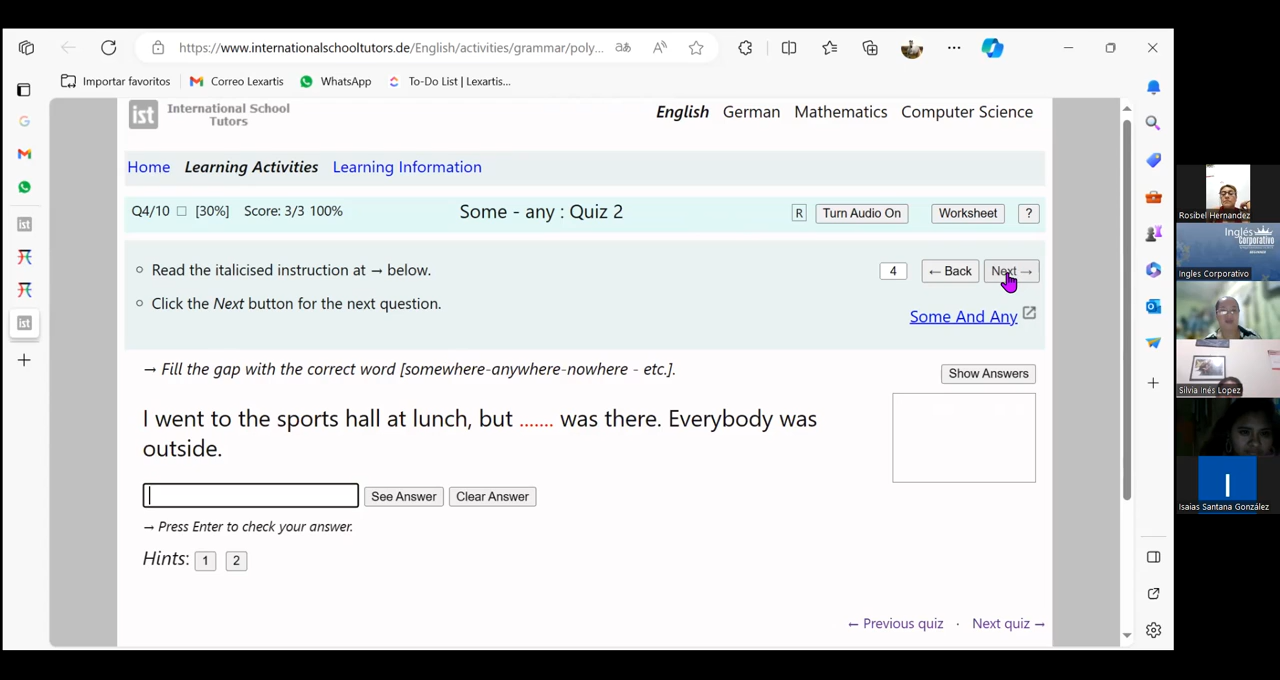 https://www.internationalschooltutors.de/English/activities/grammar/poly...
Importar favoritos
Correo Lexartis
WhatsApp
To-Do List | Lexartis...
ist
International School
Tutors
English German Mathematics Computer Science
Home Learning Activities Learning Information
Q4/10 [30%] Score: 3/3 100%
Some - any : Quiz 2
R
Turn Audio On
Worksheet
?
Read the italicised instruction at → below.
4
← Back
Next →
Click the Next button for the next question.
Some And Any
→ Fill the gap with the correct word [somewhere-anywhere-nowhere - etc.].
Show Answers
I went to the sports hall at lunch, but ....... was there. Everybody was
outside.
See Answer
Clear Answer
→ Press Enter to check your answer.
Hints: 1 2
← Previous quiz · Next quiz →
Rosibel Hernandez
Inglés
Corporativo
Ingles Corporativo
Silvia Inés Lopez
I
Isaias Santana González